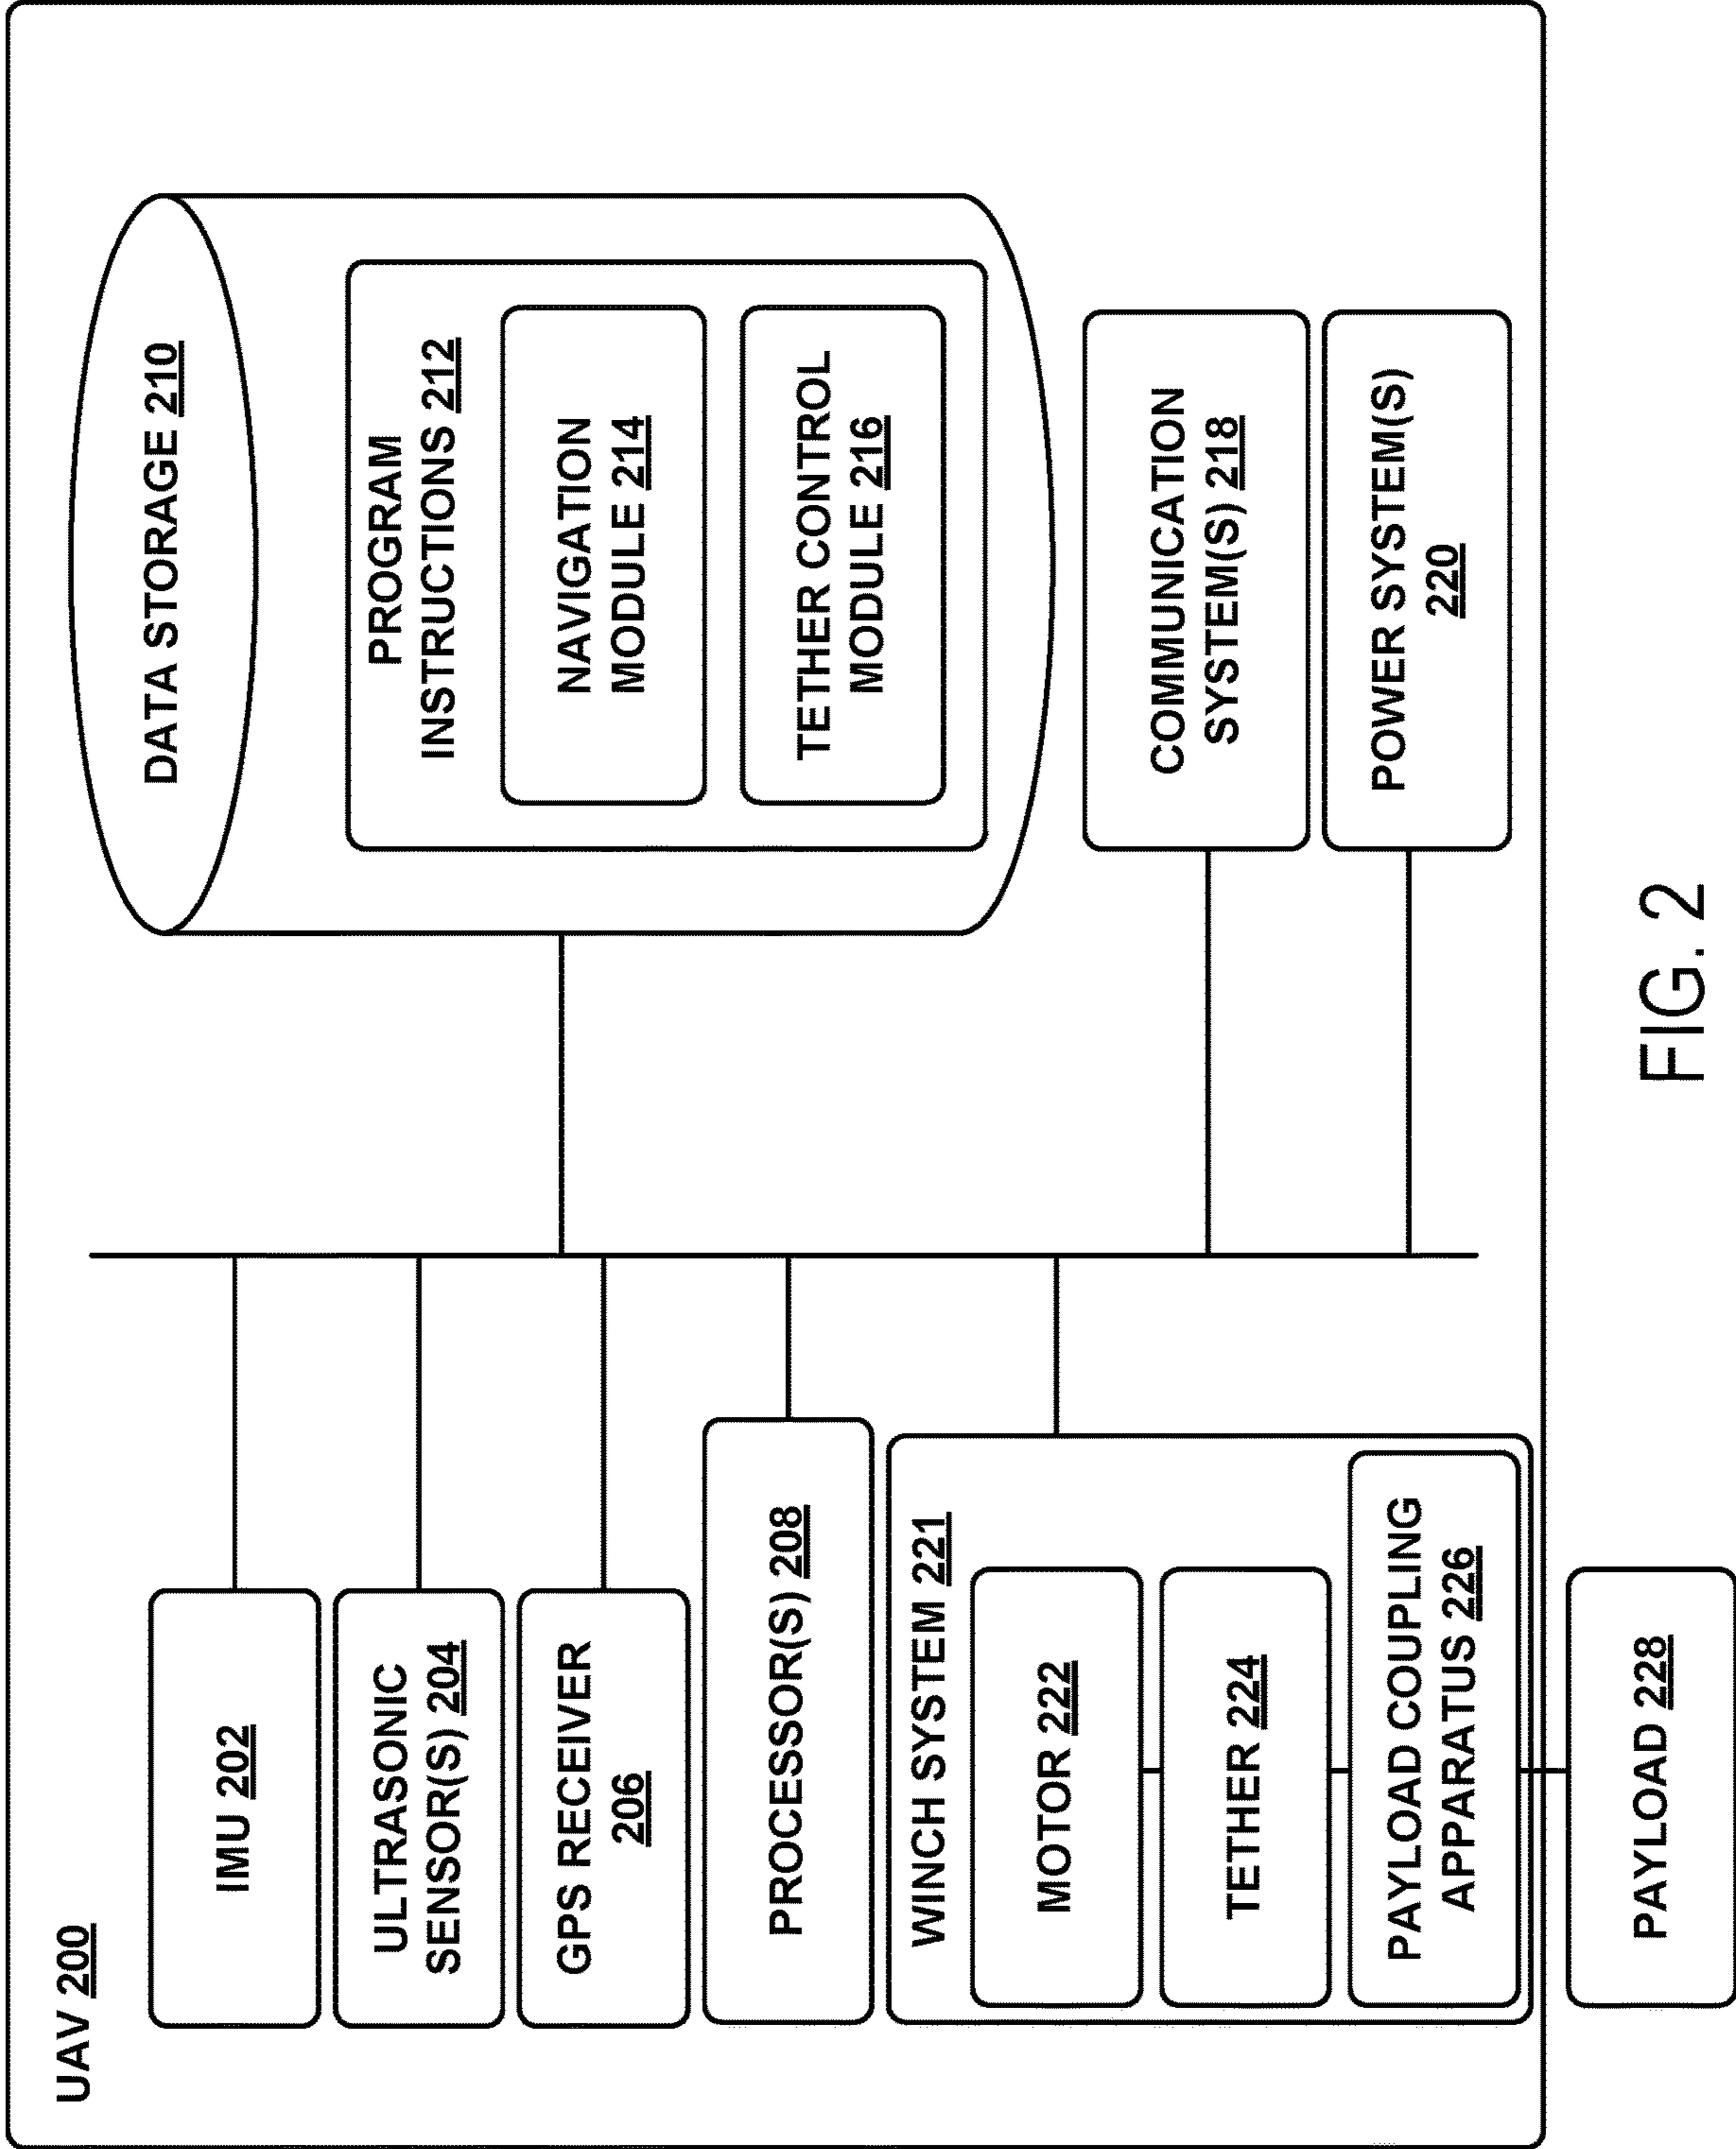 UAV 200
IMU 202
ULTRASONIC
SENSOR(S) 204
GPS RECEIVER
206
PROCESSOR(S) 208
WINCH SYSTEM 221
MOTOR 222
TETHER 224
PAYLOAD COUPLING
APPARATUS 226
PAYLOAD 228
DATA STORAGE 210
PROGRAM
INSTRUCTIONS 212
NAVIGATION
MODULE 214
TETHER CONTROL
MODULE 216
COMMUNICATION
SYSTEM(S) 218
POWER SYSTEM(S)
220
FIG. 2